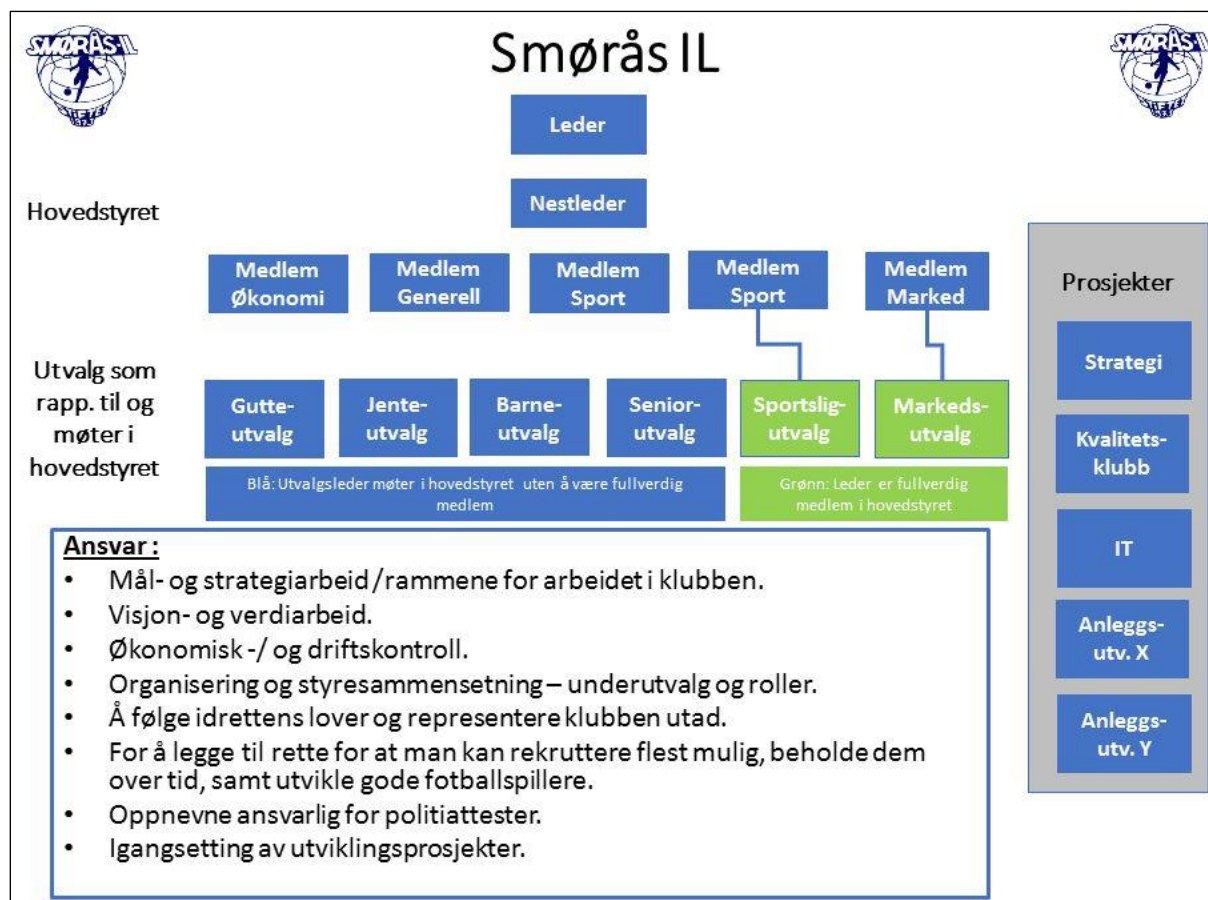 SMØRÅS-IL
Smørås IL
SMØRÅS-IL
Leder
Hovedstyret
Nestleder
Medlem
Økonomi
Medlem
Generell
Medlem
Sport
Medlem
Sport
Medlem
Marked
Utvalg som
rapp. til og
møter i
hovedstyret
Gutte-
utvalg
Jente-
utvalg
Barne-
utvalg
Senior-
utvalg
Sportslig-
utvalg
Markeds-
utvalg
Blå: Utvalgsleder møter i hovedstyret uten å være fullverdig
medlem
Grønn: Leder er fullverdig
medlem i hovedstyret
Prosjekter
Strategi
Kvalitets-
klubb
IT
Anleggs-
utv. X
Anleggs-
utv. Y
Ansvar :
• Mål- og strategiarbeid/rammene for arbeidet i klubben.
• Visjon- og verdiarbeid.
• Økonomisk -/ og driftskontroll.
• Organisering og styresammensetning – underutvalg og roller.
• Å følge idrettens lover og representere klubben utad.
• For å legge til rette for at man kan rekruttere flest mulig, beholde dem
over tid, samt utvikle gode fotballspillere.
• Oppnevne ansvarlig for politiattester.
• Igangsetting av utviklingsprosjekter.